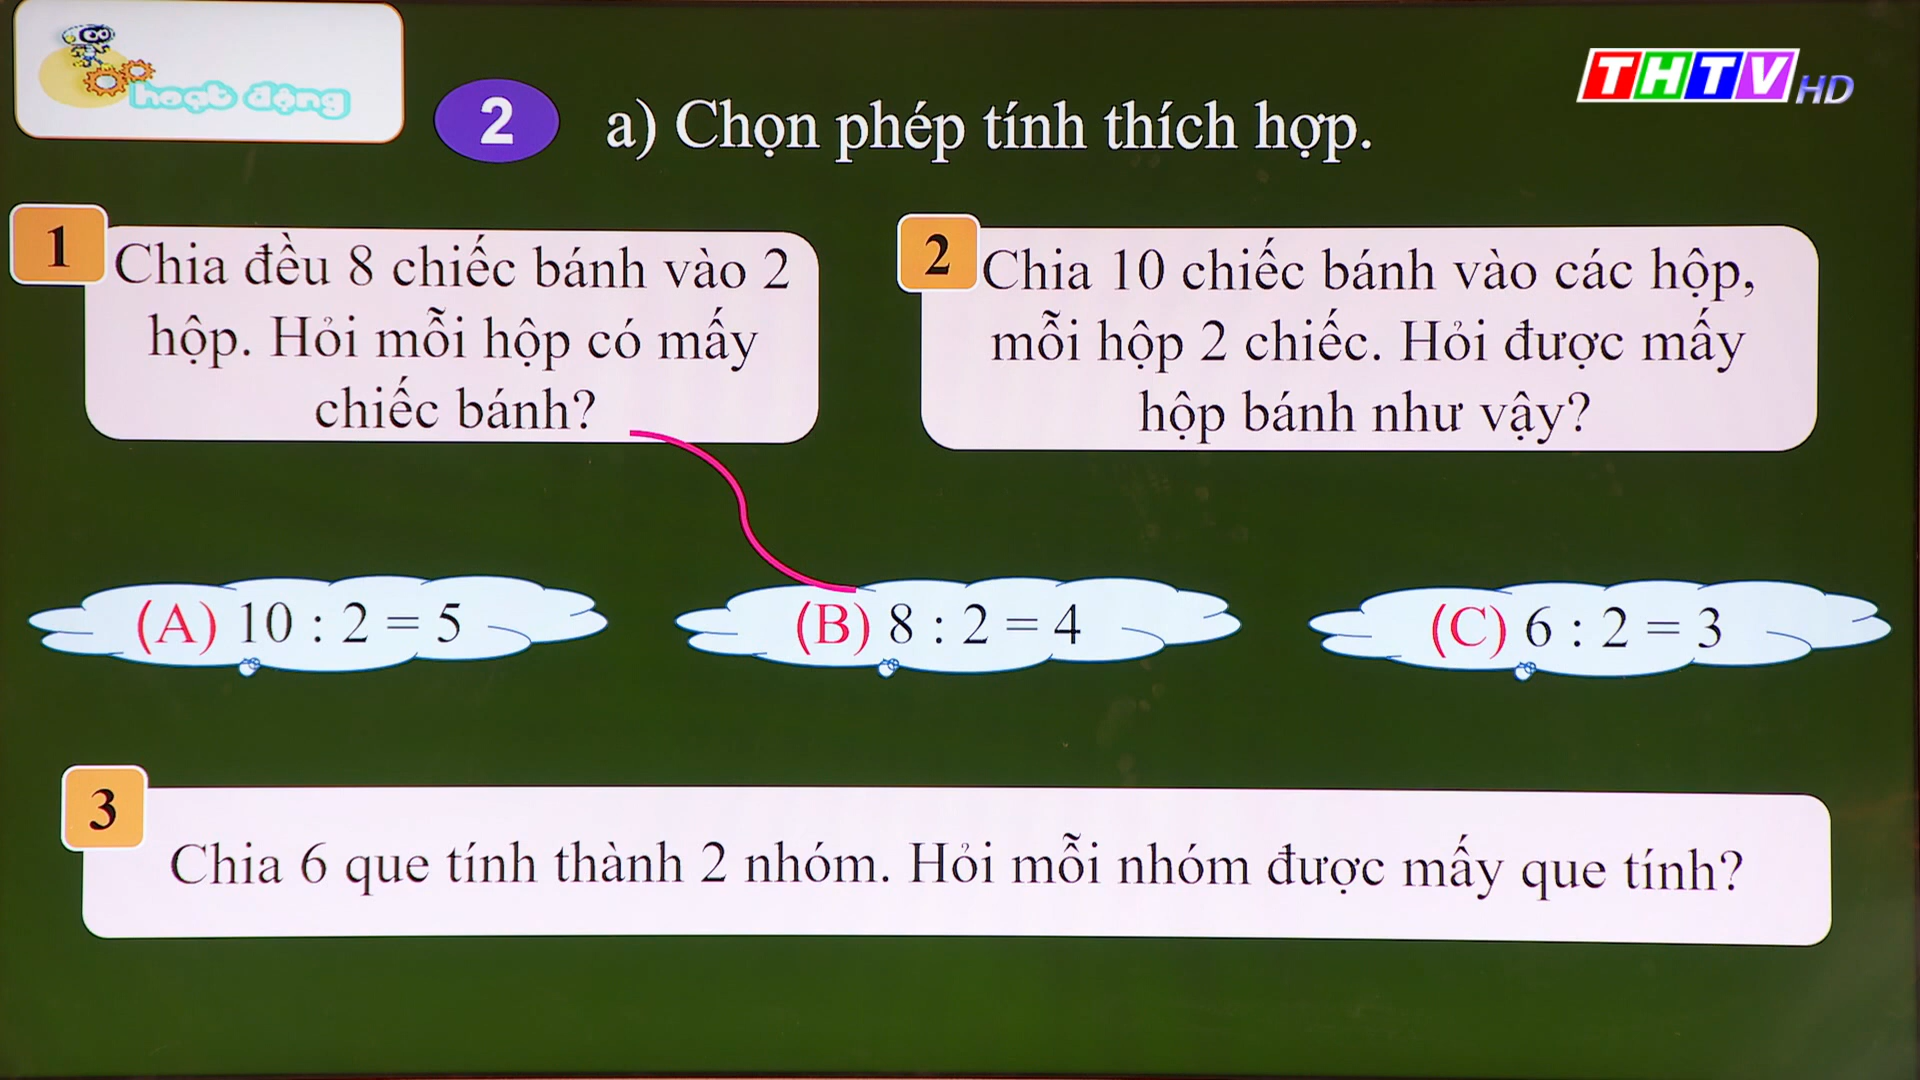 hoạt động
THTV HD
2 a) Chọn phép tính thích hợp.
1
Chia đều 8 chiếc bánh vào 2
hộp. Hỏi mỗi hộp có mấy
chiếc bánh?
2
Chia 10 chiếc bánh vào các hộp,
mỗi hộp 2 chiếc. Hỏi được mấy
hộp bánh như vậy?
(A) 10 : 2 = 5
(B) 8 : 2 = 4
(C) 6 : 2 = 3
3
Chia 6 que tính thành 2 nhóm. Hỏi mỗi nhóm được mấy que tính?